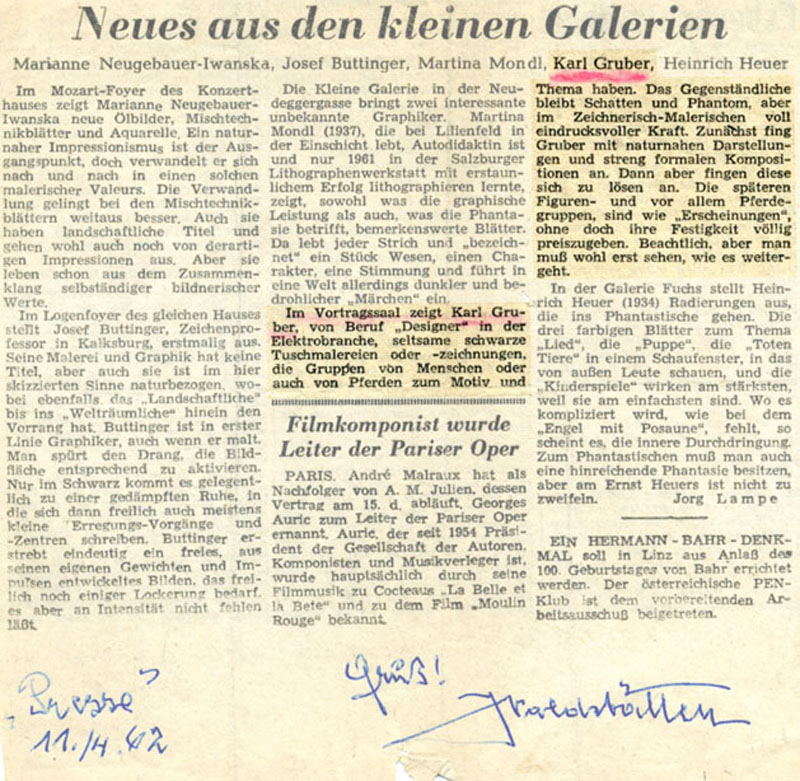 Neues aus den kleinen Galerien
Marianne Neugebauer-Iwanska, Josef Buttinger, Martina Mondl, Karl Gruber, Heinrich Heuer
Im Mozart-Foyer des Konzert-
hauses zeigt Marianne Neugebauer-
Iwanska neue Ölbilder, Mischtech-
nikblätter und Aquarelle. Ein natur-
naher Impressionismus ist der Aus-
gangspunkt, doch verwandelt er sich
nach und nach in einen solchen
malerischer Valeurs. Die Verwand-
lung gelingt bei den Mischtechnik-
blättern weitaus besser. Auch sie
haben landschaftliche Titel und
gehen wohl auch noch von derarti-
gen Impressionen aus. Aber sie
leben schon aus dem Zusammen-
klang selbständiger bildnerischer
Werte.
Im Logenfoyer des gleichen Hauses
stellt Josef Buttinger, Zeichenpro-
fessor in Kalksburg, erstmalig aus.
Seine Malerei und Graphik hat keine
Titel, aber auch sie ist im hier
skizzierten Sinne naturbezogen, wo-
bei ebenfalls das „Landschaftliche"
bis ins „Welträumliche" hinein den
Vorrang hat. Buttinger ist in erster
Linie Graphiker, auch wenn er malt.
Man spürt den Drang, die Bild-
fläche entsprechend zu aktivieren.
Nur im Schwarz kommt es gelegent-
lich zu einer gedämpften Ruhe, in
die sich dann freilich auch meistens
kleine Erregungs-Vorgänge und
-Zentren schreiben. Buttinger er-
strebt eindeutig ein freies, aus
seinen eigenen Gewichten und Im-
pulsen entwickeltes Bilden, das frei-
lich noch einiger Lockerung bedarf,
es aber an Intensität nicht fehlen
läßt.
Die Kleine Galerie in der Neu-
deggergasse bringt zwei interessante
unbekannte Graphiker. Martina
Mondl (1937), die bei Lilienfeld in
der Einschicht lebt, Autodidaktin ist
und nur 1961 in der Salzburger
Lithographenwerkstatt mit erstaun-
lichem Erfolg lithographieren lernte,
zeigt, sowohl was die graphische
Leistung als auch, was die Phanta-
sie betrifft, bemerkenswerte Blätter.
Da lebt jeder Strich und „bezeich-
net" ein Stück Wesen, einen Cha-
rakter, eine Stimmung und führt in
eine Welt allerdings dunkler und be-
drohlicher „Märchen" ein.
Im Vortragssaal zeigt Karl Gru-
ber, von Beruf „Designer" in der
Elektrobranche, seltsame schwarze
Tuschmalereien oder -zeichnungen,
die Gruppen von Menschen oder
auch von Pferden zum Motiv und
Filmkomponist wurde
Leiter der Pariser Oper
PARIS. André Malraux hat als
Nachfolger von A. M. Julien, dessen
Vertrag am 15. d. abläuft, Georges
Auric zum Leiter der Pariser Oper
ernannt. Auric, der seit 1954 Präsi-
dent der Gesellschaft der Autoren,
Komponisten und Musikverleger ist,
wurde hauptsächlich durch seine
Filmmusik zu Cocteaus „La Belle et
la Bete" und zu dem Film „Moulin
Rouge" bekannt.
Thema haben. Das Gegenständliche
bleibt Schatten und Phantom, aber
im Zeichnerisch-Malerischen voll
eindrucksvoller Kraft. Zunächst fing
Gruber mit naturnahen Darstellun-
gen und streng formalen Komposi-
tionen an. Dann aber fingen diese
sich zu lösen an. Die späteren
Figuren- und vor allem Pferde-
gruppen, sind wie „Erscheinungen",
ohne doch ihre Festigkeit völlig
preiszugeben. Beachtlich, aber man
muß wohl erst sehen, wie es weiter-
geht.
In der Galerie Fuchs stellt Hein-
rich Heuer (1934) Radierungen aus,
die ins Phantastische gehen. Die
drei farbigen Blätter zum Thema
„Lied", die „Puppe", die „Toten
Tiere" in einem Schaufenster, in das
von außen Leute schauen, und die
„Kinderspiele" wirken am stärksten,
weil sie am einfachsten sind. Wo es
kompliziert wird, wie bei dem
„Engel mit Posaune", fehlt, so
scheint es, die innere Durchdringung.
Zum Phantastischen muß man auch
eine hinreichende Phantasie besitzen,
aber am Ernst Heuers ist nicht zu
zweifeln. Jorg Lampe
EIN HERMANN-BAHR-DENK-
MAL soll in Linz aus Anlaß des
100. Geburtstages von Bahr errichtet
werden. Der österreichische PEN-
Klub ist dem vorbereitenden Ar-
beitsausschuß beigetreten.
„Presse"
11./4.62
Gruß!
Waldstätten